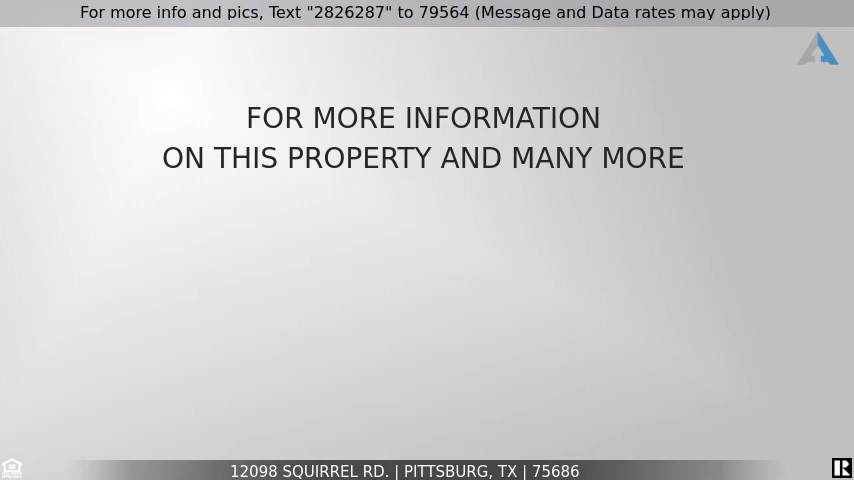 For more info and pics, Text "2826287" to 79564 (Message and Data rates may apply)
FOR MORE INFORMATION
ON THIS PROPERTY AND MANY MORE
12098 SQUIRREL RD. | PITTSBURG, TX | 75686